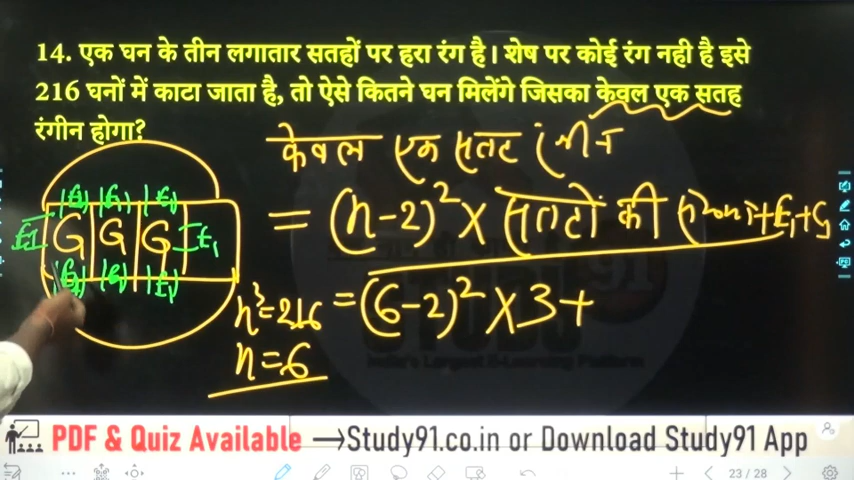 14. एक घन के तीन लगातार सतहों पर हरा रंग है। शेष पर कोई रंग नही है इसे
216 घनों में काटा जाता है, तो ऐसे कितने घन मिलेंगे जिसका केवल एक सतह
रंगीन होगा?
केवल एक सतह
= (n-2)² × सतहों की +E₁+
G G G E₁
n³=216 = (6-2)² × 3 +
n=6
PDF & Quiz Available →Study91.co.in or Download Study91 App
23 / 28